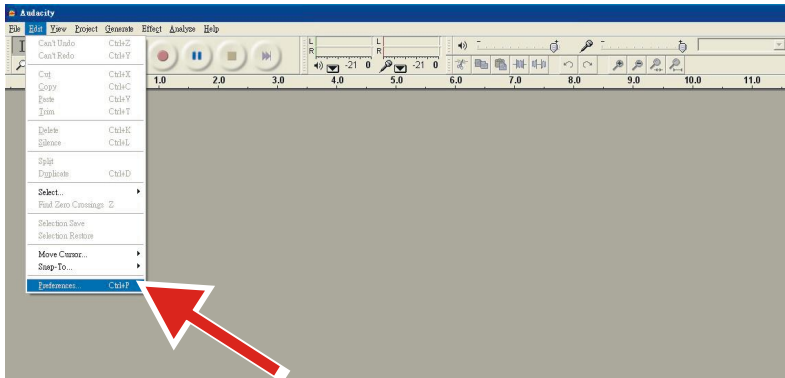 Audacity
File Edit View Project Generate Effect Analyze Help
Can't Undo Ctrl+Z
Can't Redo Ctrl+Y
Cut Ctrl+X
Copy Ctrl+C
Paste Ctrl+V
Trim Ctrl+T
Delete Ctrl+K
Silence Ctrl+L
Split
Duplicate Ctrl+D
Select...
Find Zero Crossings Z
Selection Save
Selection Restore
Move Cursor...
Snap-To...
Preferences... Ctrl+P
L L
R R
-21 0 -21 0
1.0 2.0 3.0 4.0 5.0 6.0 7.0 8.0 9.0 10.0 11.0